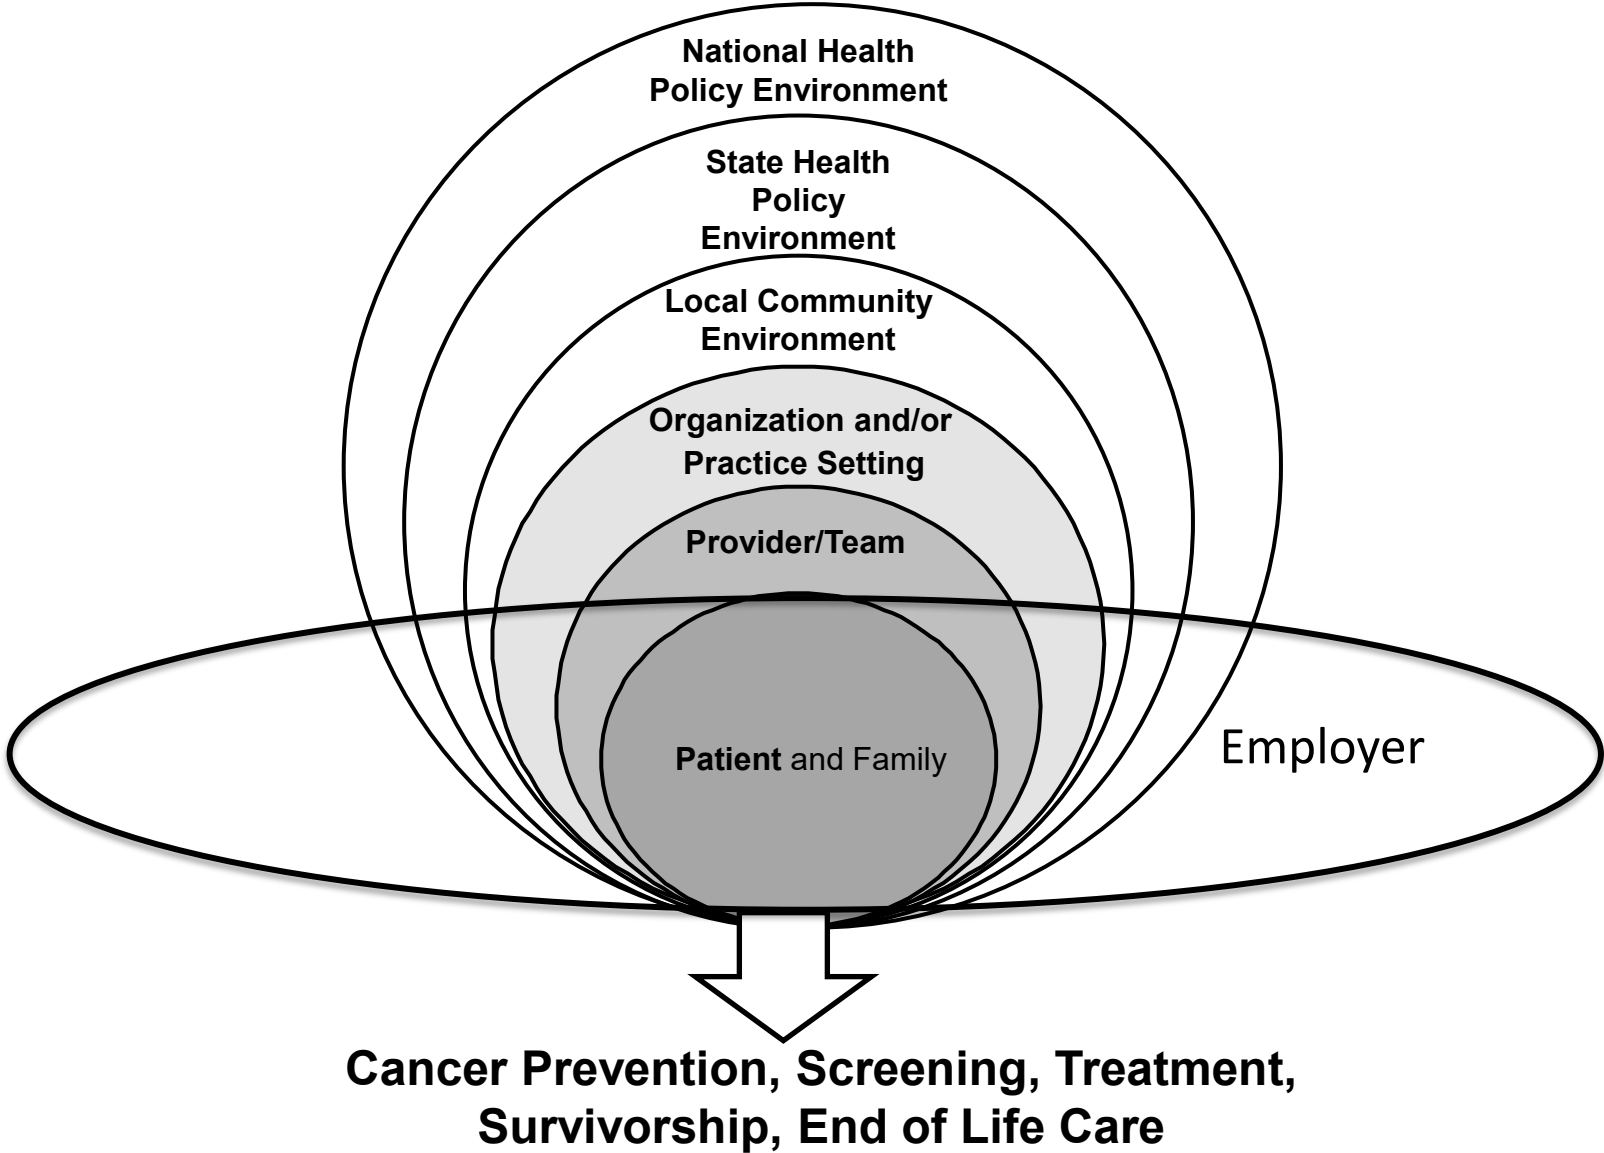 National Health
Policy Environment
State Health
Policy
Environment
Local Community
Environment
Organization and/or
Practice Setting
Provider/Team
Patient and Family
Employer
Cancer Prevention, Screening, Treatment,
Survivorship, End of Life Care